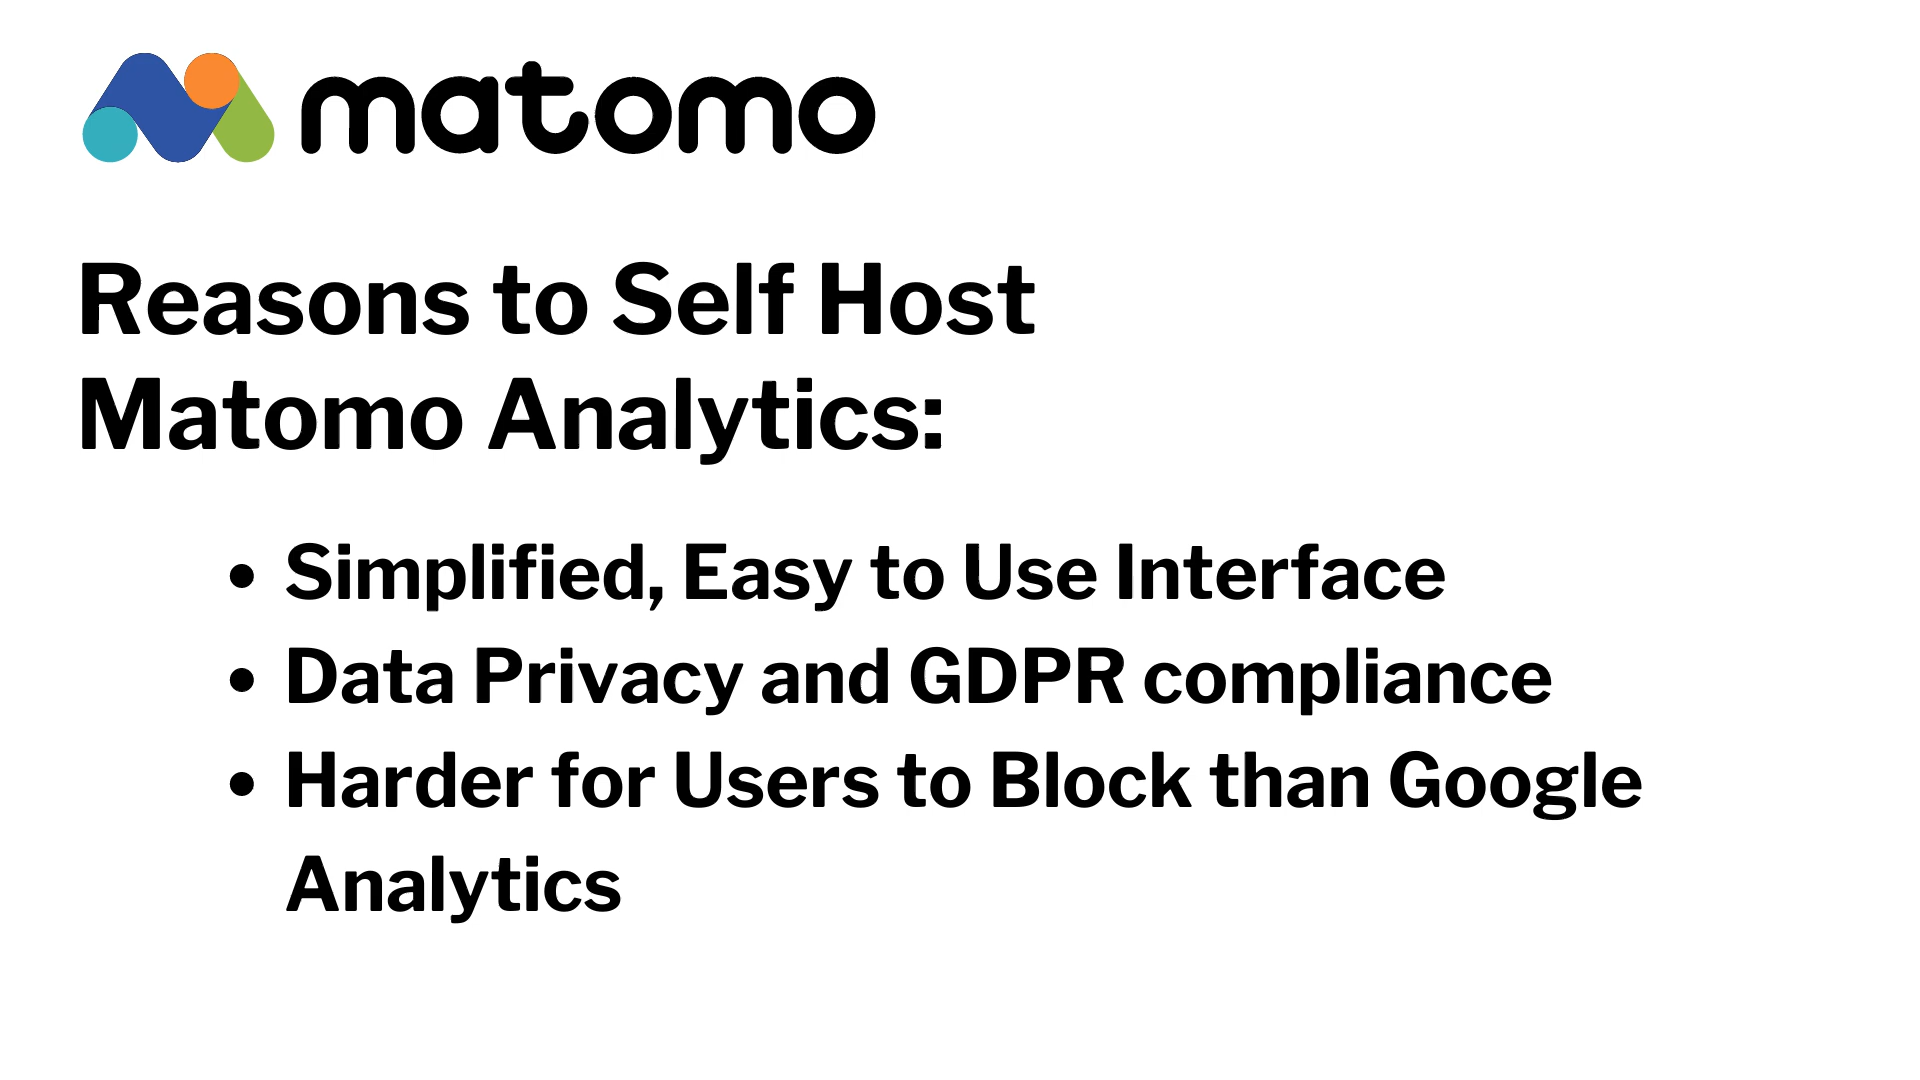 matomo
Reasons to Self Host
Matomo Analytics:
• Simplified, Easy to Use Interface
• Data Privacy and GDPR compliance
• Harder for Users to Block than Google
Analytics